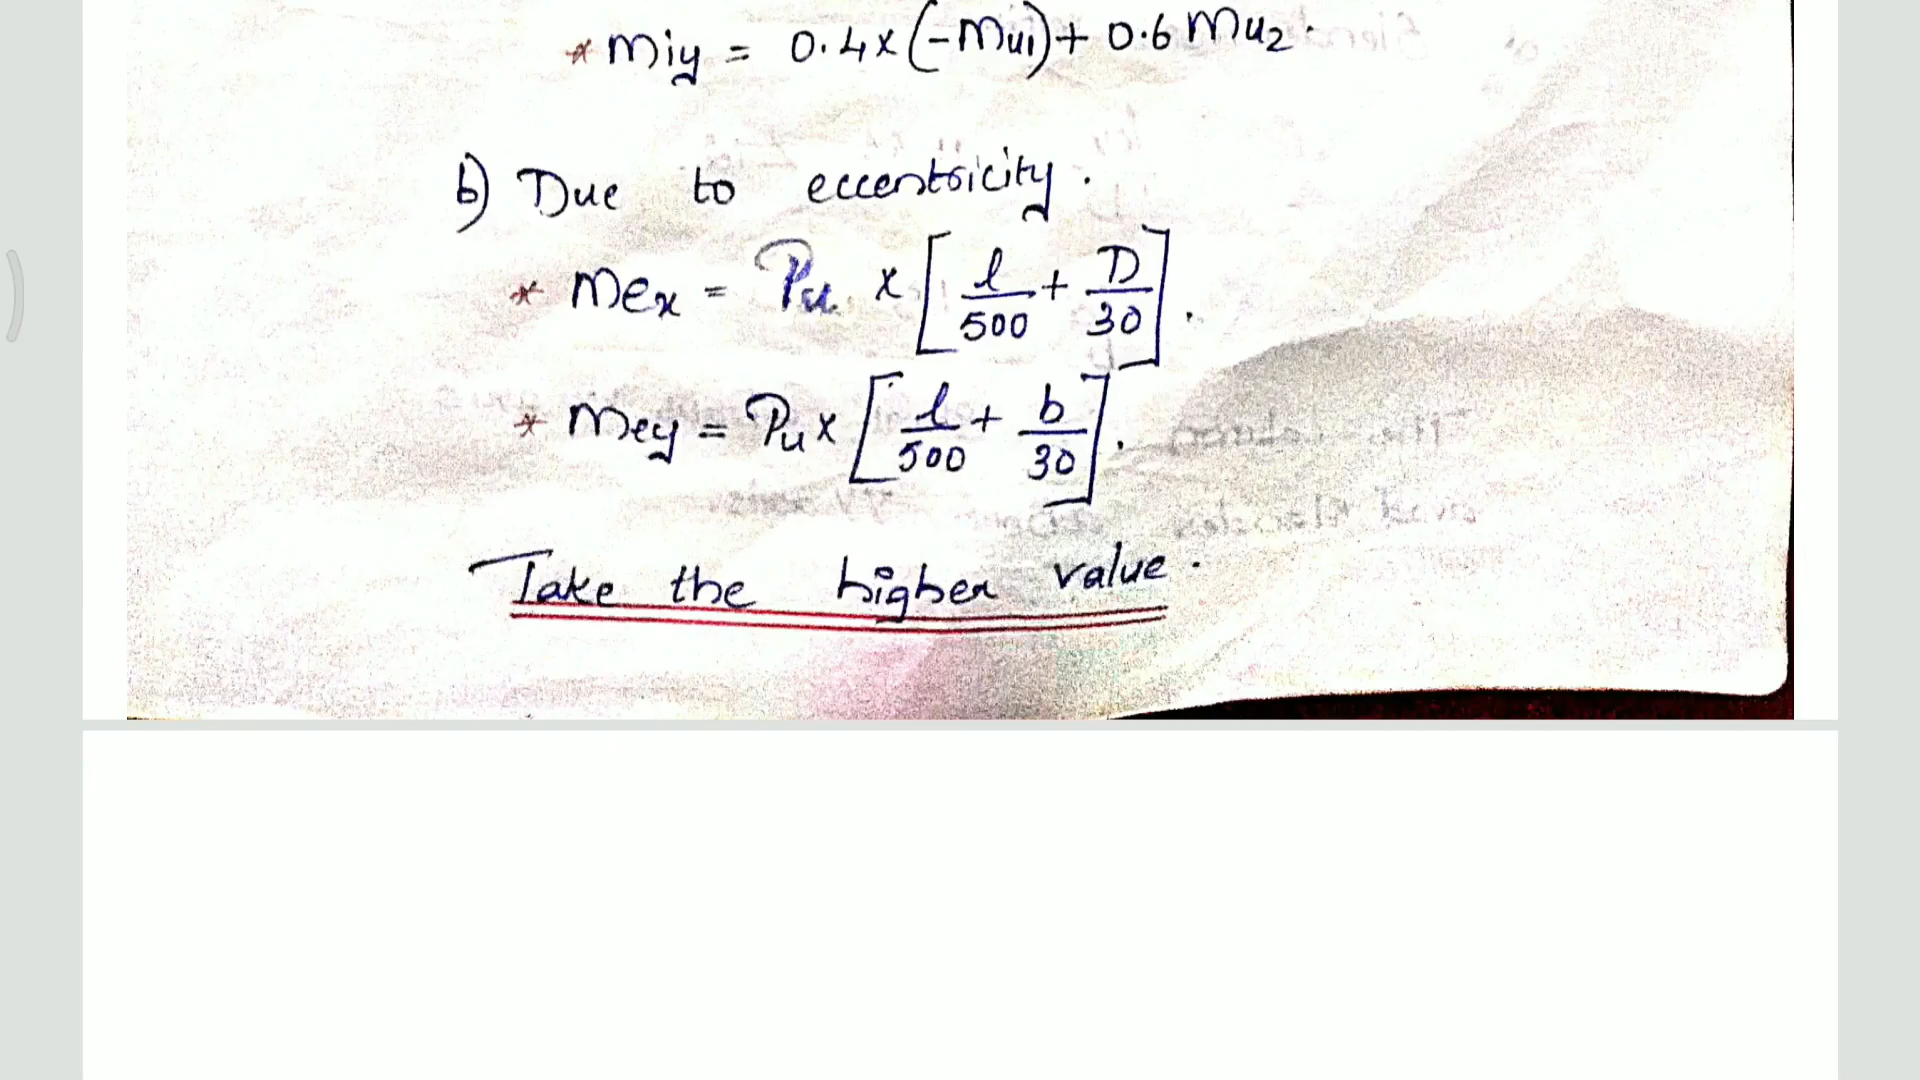 * Miy = 0.4x(-Mu1)+ 0.6 Mu2.
b) Due to eccentricity.
* Mex = Pu x [l/500 + D/30].
* Mey = Pu x [l/500 + b/30].
Take the higher value.